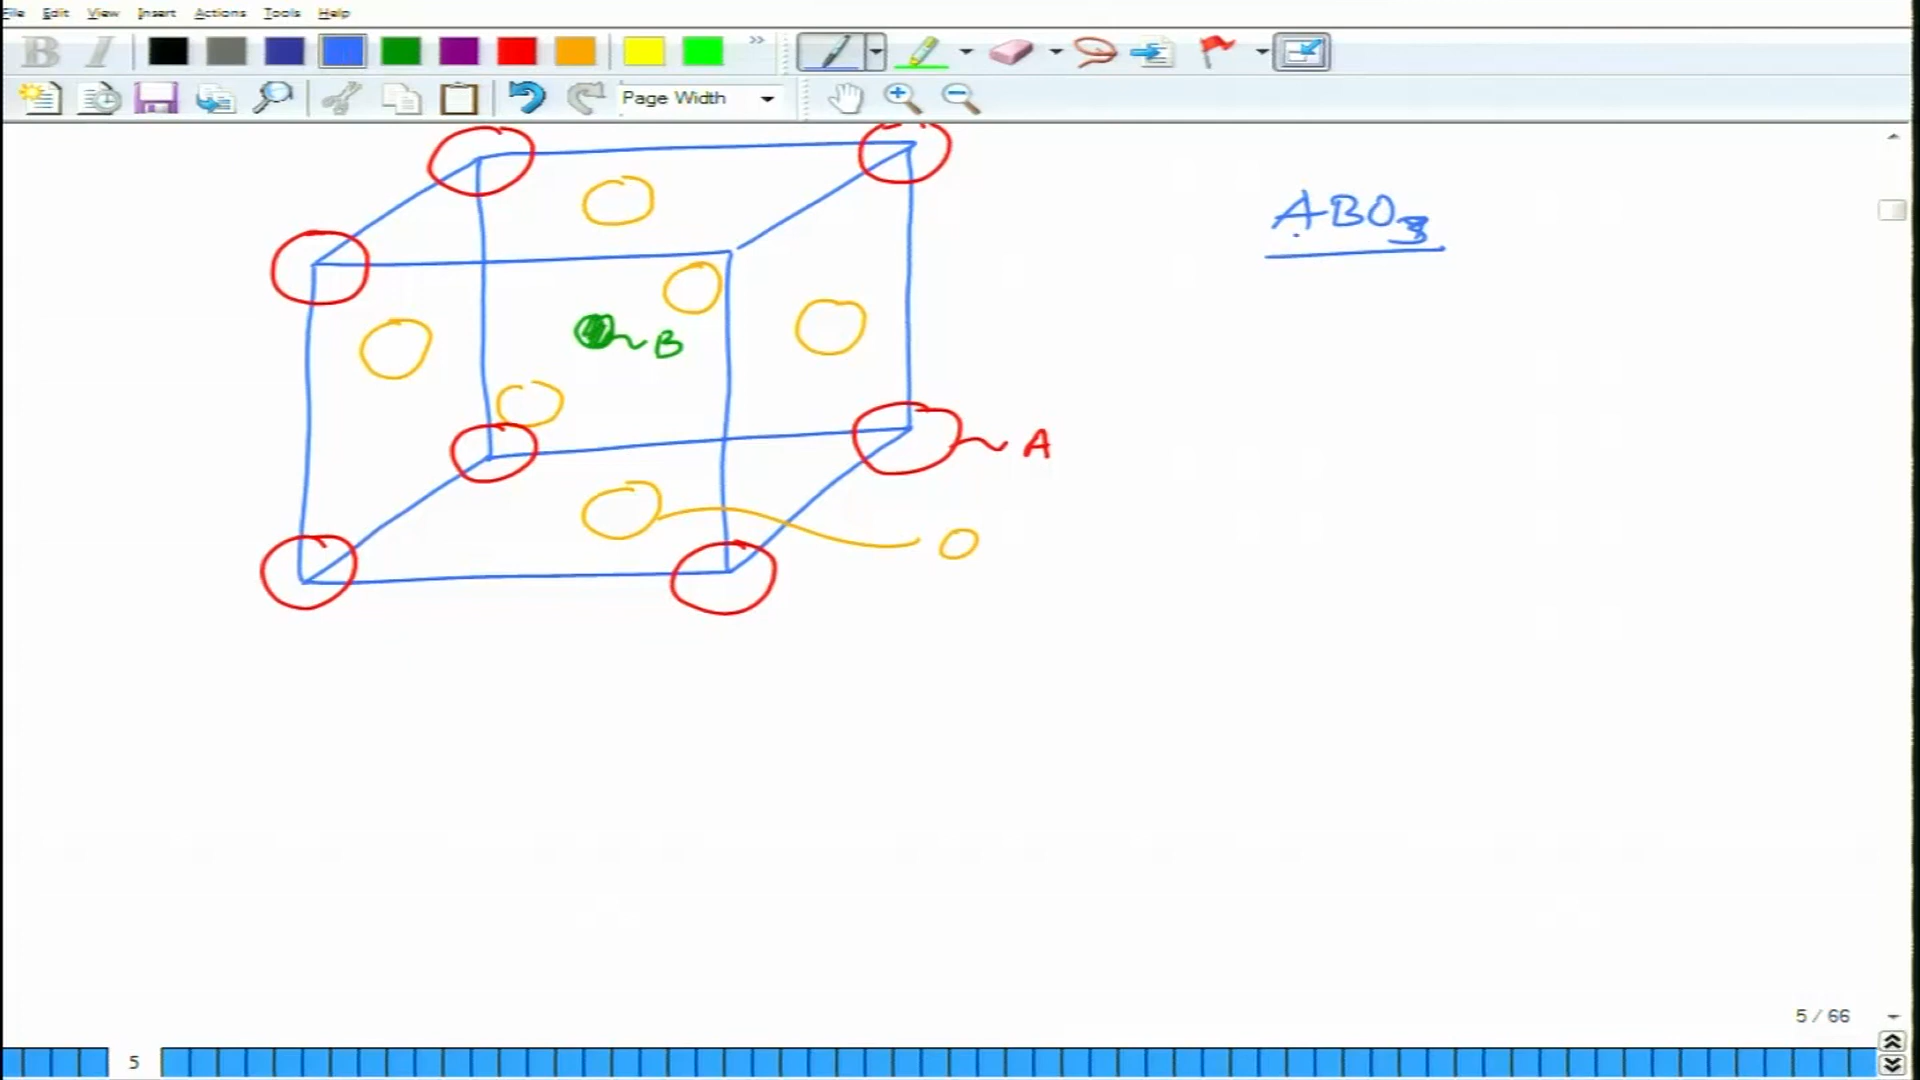 File Edit View Insert Actions Tools Help
B I
Page Width
ABO3
B
A
O
5 / 66
5